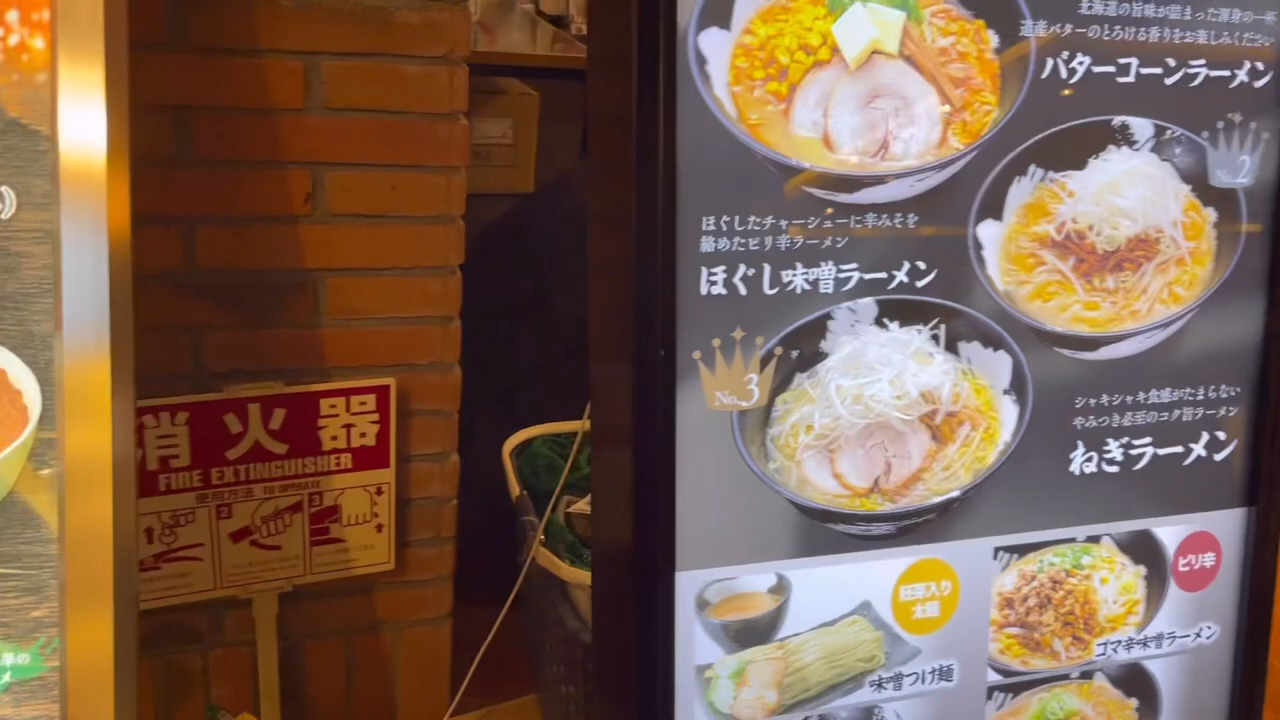 消火器
FIRE EXTINGUISHER
使用方法 TO OPERATE
2
3
北海道の旨味が詰まった渾身の一杯
道産バターのとろける香りをお楽しみください
バターコーンラーメン
No.2
ほぐしたチャーシューに辛みそを
絡めたピリ辛ラーメン
ほぐし味噌ラーメン
No.3
シャキシャキ食感がたまらない
やみつき必至のコク旨ラーメン
ねぎラーメン
胚芽入り
太麺
味噌つけ麺
ピリ辛
ゴマ辛味噌ラーメン